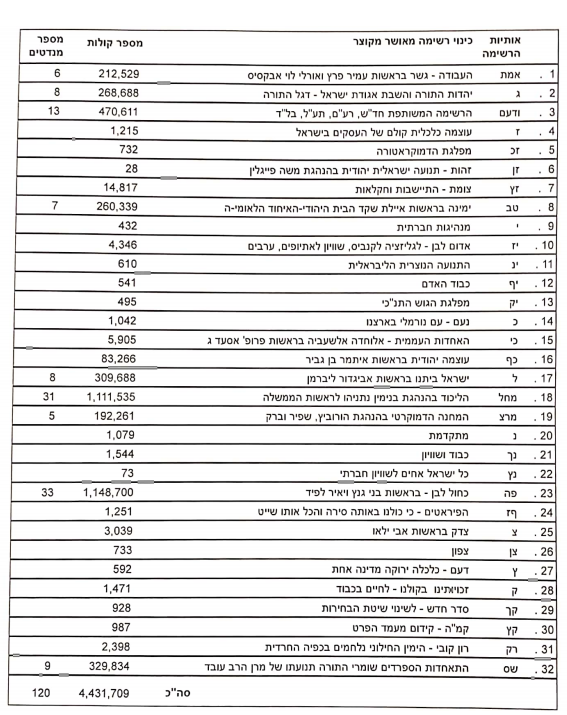 אותיות הרשימה כינוי רשימה מאושר מקוצר מספר קולות מספר מנדטים
1 . אמת העבודה - גשר בראשות עמיר פרץ ואורלי לוי אבקסיס 212,529 6
2 . ג יהדות התורה והשבת אגודת ישראל - דגל התורה 268,688 8
3 . ודעם הרשימה המשותפת חד"ש, רע"ם, תע"ל, בל"ד 470,611 13
4 . ז עוצמה כלכלית קולם של העסקים בישראל 1,215
5 . זכ מפלגת הדמוקראטורה 732
6 . זן זהות - תנועה ישראלית יהודית בהנהגת משה פייגלין 28
7 . זץ צומת - התיישבות וחקלאות 14,817
8 . טב ימינה בראשות איילת שקד הבית היהודי-האיחוד הלאומי-ה 260,339 7
9 . י מנהיגות חברתית 432
10 . יז אדום לבן - לגליזציה לקנביס, שוויון לאתיופים, ערבים 4,346
11 . ינ התנועה הנוצרית הליבראלית 610
12 . יף כבוד האדם 541
13 . יק מפלגת הגוש התנ"כי 495
14 . כ נעם - עם נורמלי בארצנו 1,042
15 . כי האחדות העממית - אלוחדה אלשעביה בראשות פרופ' אסעד ג 5,905
16 . כף עוצמה יהודית בראשות איתמר בן גביר 83,266
17 . ל ישראל ביתנו בראשות אביגדור ליברמן 309,688 8
18 . מחל הליכוד בהנהגת בנימין נתניהו לראשות הממשלה 1,111,535 31
19 . מרצ המחנה הדמוקרטי בהנהגת הורוביץ, שפיר וברק 192,261 5
20 . נ מתקדמת 1,079
21 . נך כבוד ושוויון 1,544
22 . נץ כל ישראל אחים לשוויון חברתי 73
23 . פה כחול לבן - בראשות בני גנץ ויאיר לפיד 1,148,700 33
24 . ףז הפיראטים - כי כולנו באותה סירה והכל אותו שייט 1,251
25 . צ צדק בראשות אבי ילאו 3,039
26 . צן צפון 733
27 . ץ דעם - כלכלה ירוקה מדינה אחת 592
28 . ק זכויותינו בקולנו - לחיים בכבוד 1,471
29 . קך סדר חדש - לשינוי שיטת הבחירות 928
30 . קץ קמ"ה - קידום מעמד הפרט 987
31 . רק רון קובי - הימין החילוני נלחמים בכפיה החרדית 2,398
32 . שס התאחדות הספרדים שומרי התורה תנועתו של מרן הרב עובד 329,834 9
סה"כ 4,431,709 120